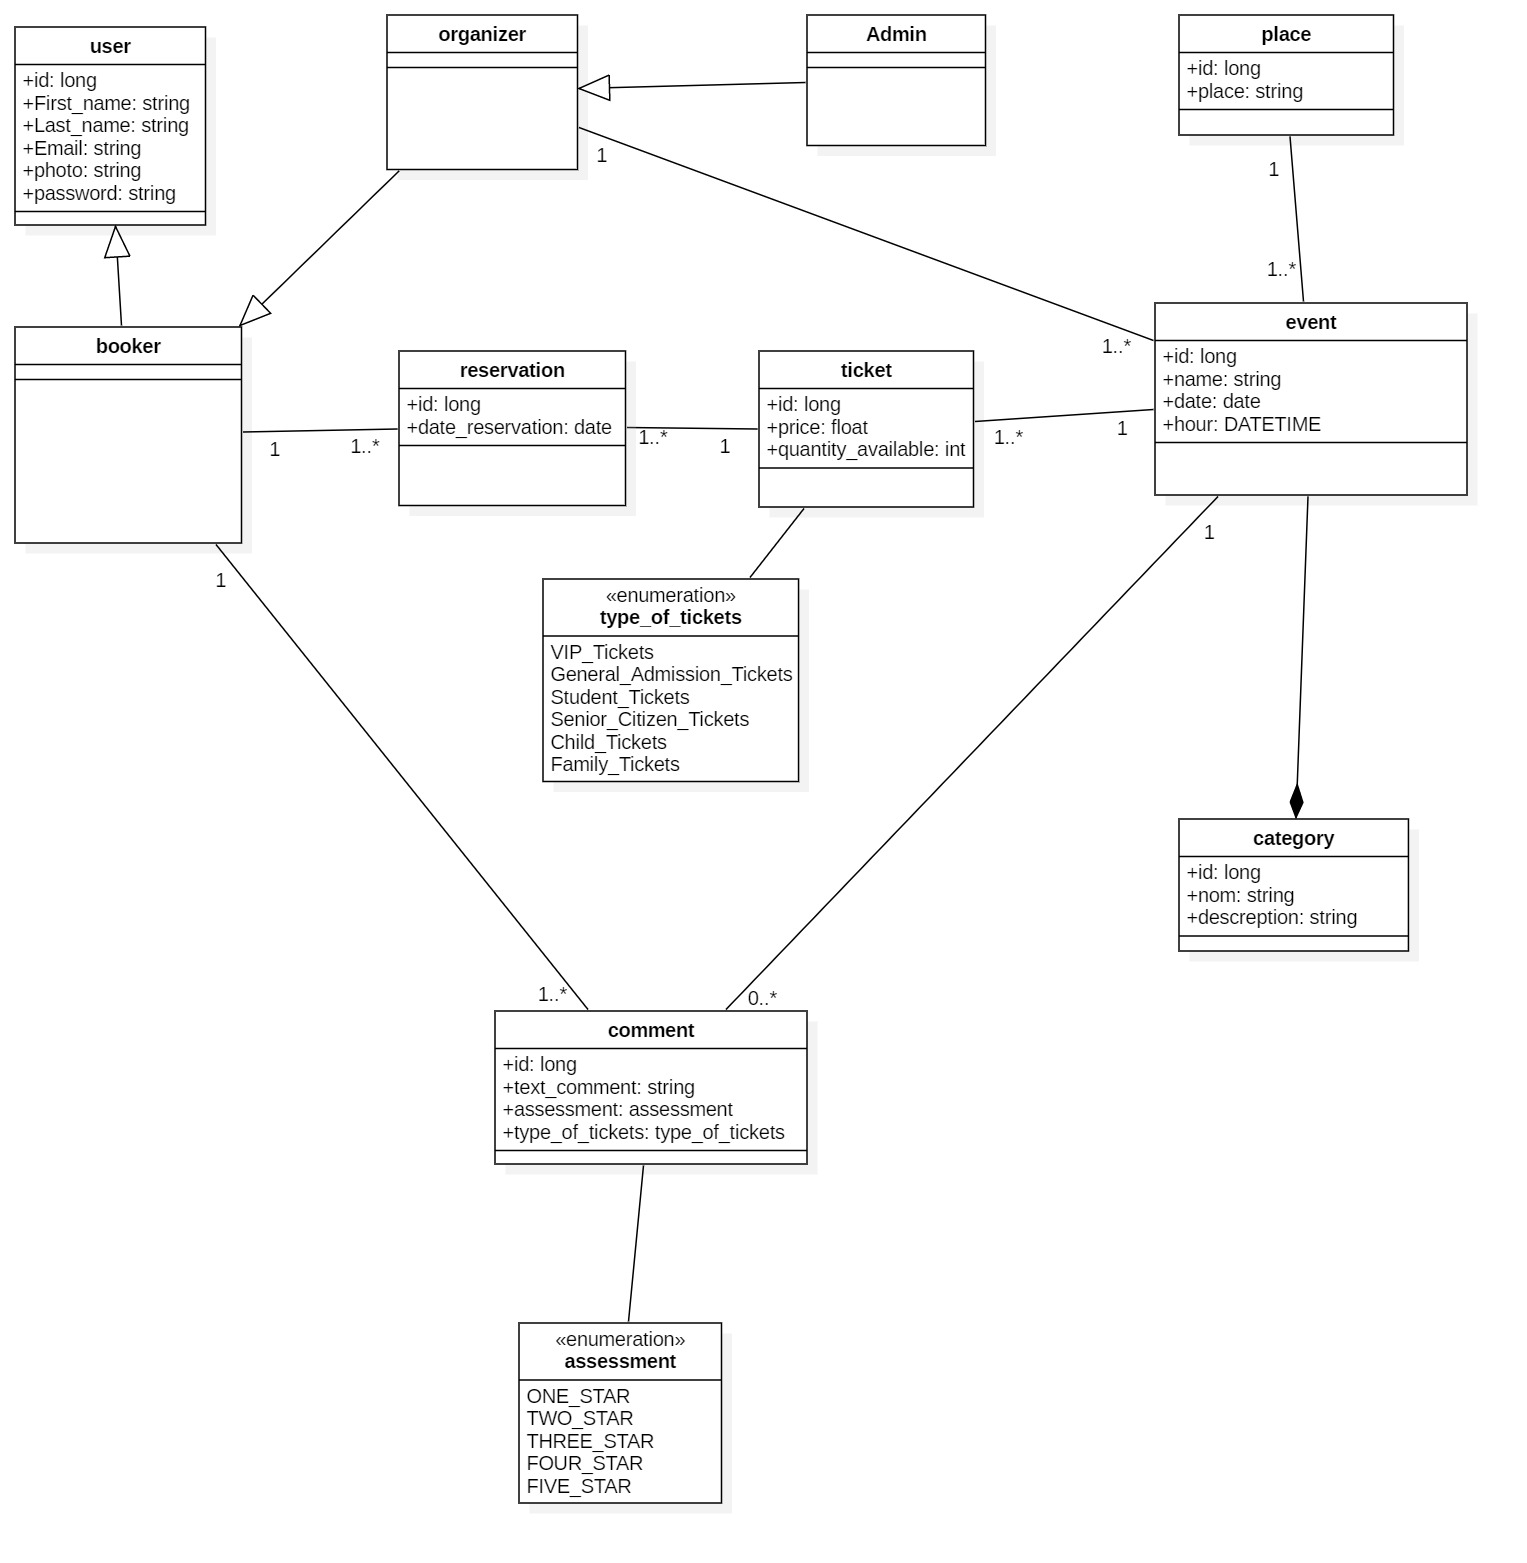 user
+id: long
+First_name: string
+Last_name: string
+Email: string
+photo: string
+password: string
organizer
Admin
place
+id: long
+place: string
1
1
1..*
1..*
event
+id: long
+name: string
+date: date
+hour: DATETIME
booker
reservation
+id: long
+date_reservation: date
ticket
+id: long
+price: float
+quantity_available: int
1
1..*
1..*
1
1..*
1
1
1
«enumeration»
type_of_tickets
VIP_Tickets
General_Admission_Tickets
Student_Tickets
Senior_Citizen_Tickets
Child_Tickets
Family_Tickets
category
+id: long
+nom: string
+descreption: string
1..*
0..*
comment
+id: long
+text_comment: string
+assessment: assessment
+type_of_tickets: type_of_tickets
«enumeration»
assessment
ONE_STAR
TWO_STAR
THREE_STAR
FOUR_STAR
FIVE_STAR